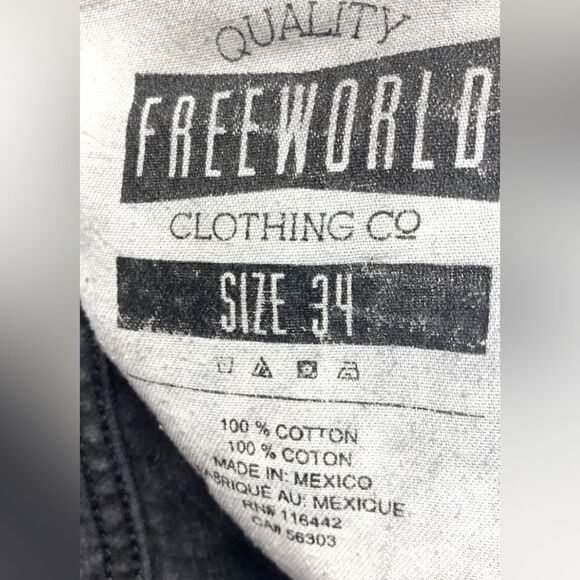 QUALITY
FREEWORLD
CLOTHING CO
SIZE 34
100 % COTTON
100 % COTON
MADE IN: MEXICO
FABRIQUE AU: MEXIQUE
RN# 116442
CA# 56303